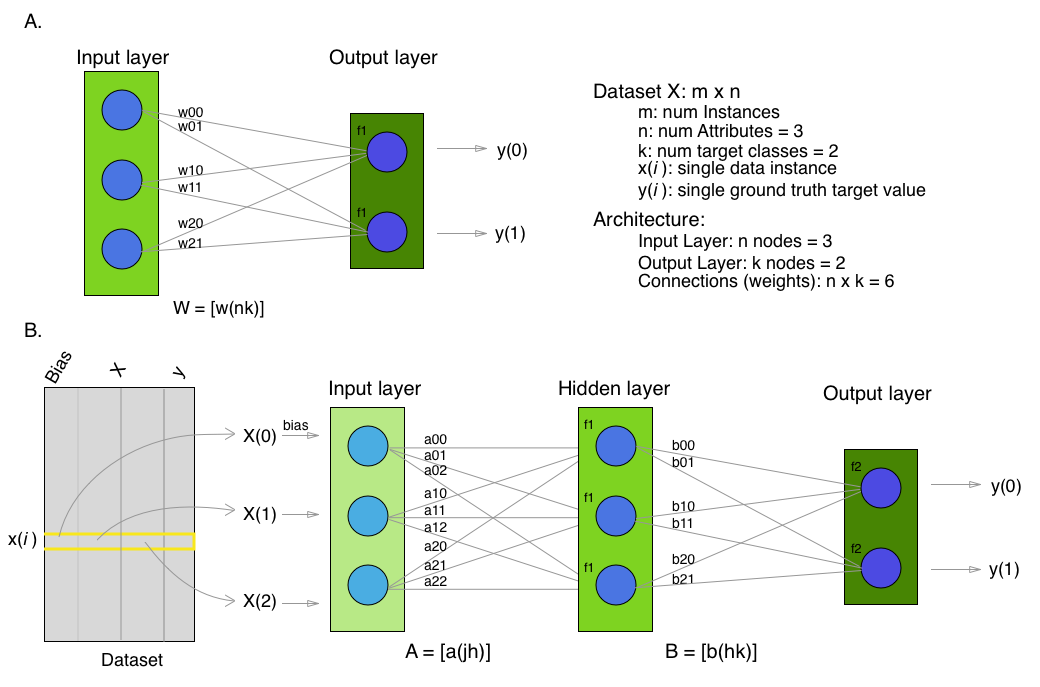 A.
Input layer
Output layer
w00
w01
w10
w11
w20
w21
f1
f1
y(0)
y(1)
W = [w(nk)]
Dataset X: m x n
m: num Instances
n: num Attributes = 3
k: num target classes = 2
x(i ): single data instance
y(i ): single ground truth target value
Architecture:
Input Layer: n nodes = 3
Output Layer: k nodes = 2
Connections (weights): n x k = 6
B.
Bias
X
y
x(i )
Dataset
X(0)
bias
X(1)
X(2)
Input layer
Hidden layer
Output layer
a00
a01
a02
a10
a11
a12
a20
a21
a22
f1
f1
f1
b00
b01
b10
b11
b20
b21
f2
f2
y(0)
y(1)
A = [a(jh)]
B = [b(hk)]